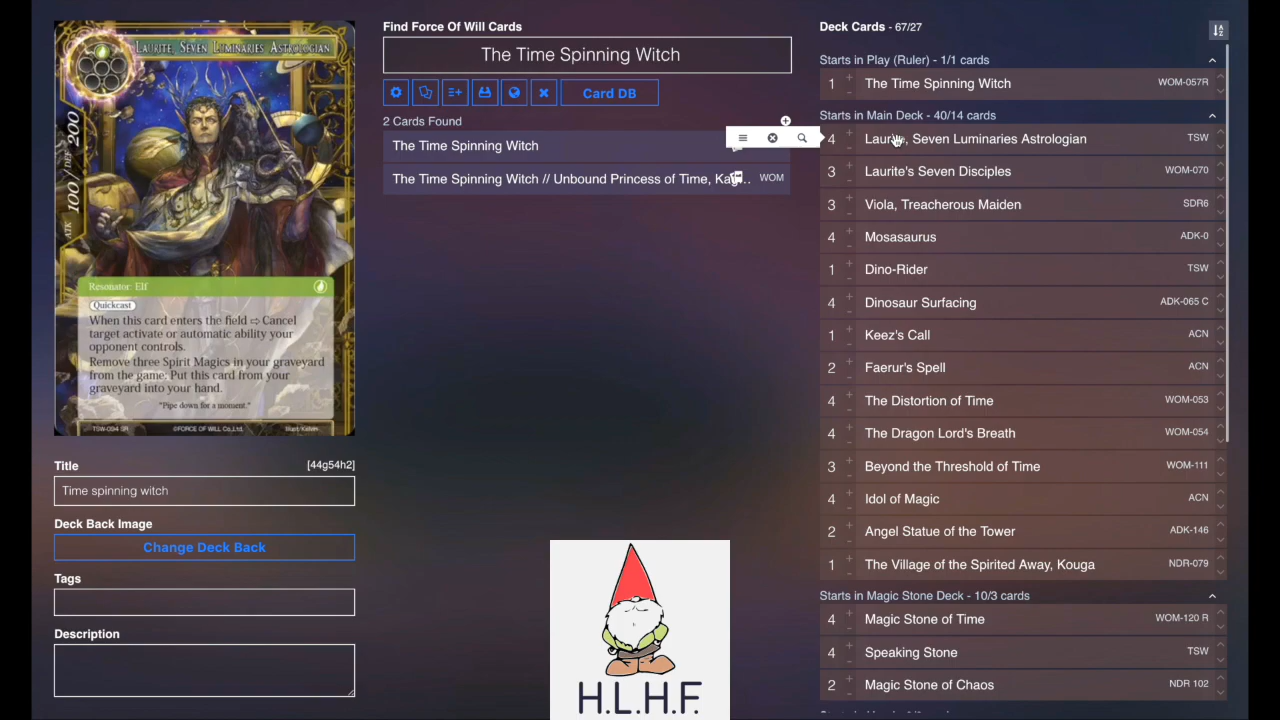 LAURITE, SEVEN LUMINARIES ASTROLOGIAN
ATK 100 / DEF 200
Resonator: Elf
Quickcast
When this card enters the field ⇨ Cancel
target activate or automatic ability your
opponent controls.
Remove three Spirit Magics in your graveyard
from the game: Put this card from your
graveyard into your hand.
"Pipe down for a moment."
TSW-094 SR ©FORCE OF WILL Co.,Ltd.
Title [44g54h2]
Time spinning witch
Deck Back Image
Change Deck Back
Tags
Description
Find Force Of Will Cards
The Time Spinning Witch
Card DB
2 Cards Found
The Time Spinning Witch
The Time Spinning Witch // Unbound Princess of Time, Kag... WOM
H.L.H.F.
Deck Cards - 67/27
Starts in Play (Ruler) - 1/1 cards
1 The Time Spinning Witch WOM-057R
Starts in Main Deck - 40/14 cards
4 Laurite, Seven Luminaries Astrologian TSW
3 Laurite's Seven Disciples WOM-070
3 Viola, Treacherous Maiden SDR6
4 Mosasaurus ADK-0
1 Dino-Rider TSW
4 Dinosaur Surfacing ADK-065 C
1 Keez's Call ACN
2 Faerur's Spell ACN
4 The Distortion of Time WOM-053
4 The Dragon Lord's Breath WOM-054
3 Beyond the Threshold of Time WOM-111
4 Idol of Magic ACN
2 Angel Statue of the Tower ADK-146
1 The Village of the Spirited Away, Kouga NDR-079
Starts in Magic Stone Deck - 10/3 cards
4 Magic Stone of Time WOM-120 R
4 Speaking Stone TSW
2 Magic Stone of Chaos NDR 102